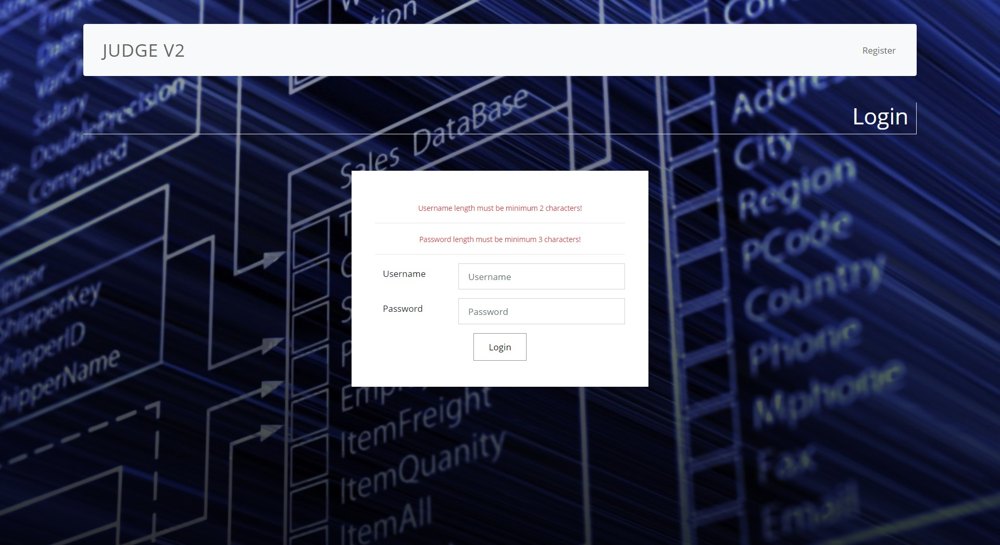 Con
tion
JUDGE V2
Register
Salary
DoublePrecision
Computed
Sales DataBase
Login
City
Region
PCode
Country
Phone
Mphone
Fax
Email
Username length must be minimum 2 characters!
Password length must be minimum 3 characters!
Username
Username
Password
Password
Login
ShipperKey
ShipperID
ShipperName
ItemFreight
ItemQuanity
ItemAll